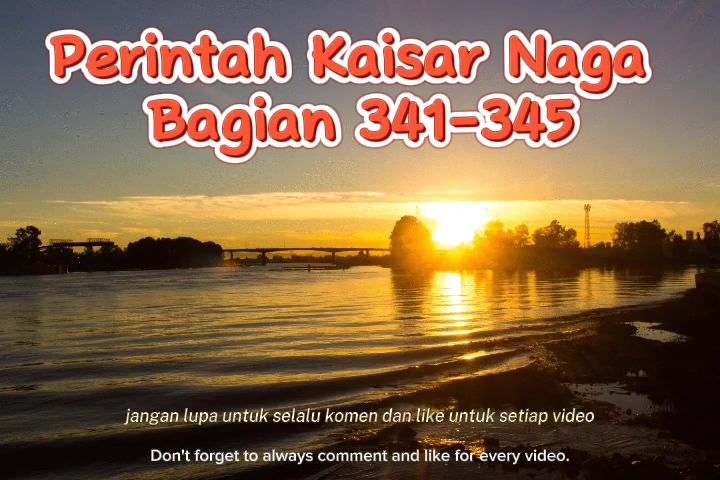 Perintah Kaisar Naga
Bagian 341-345
jangan lupa untuk selalu komen dan like untuk setiap video
Don't forget to always comment and like for every video.